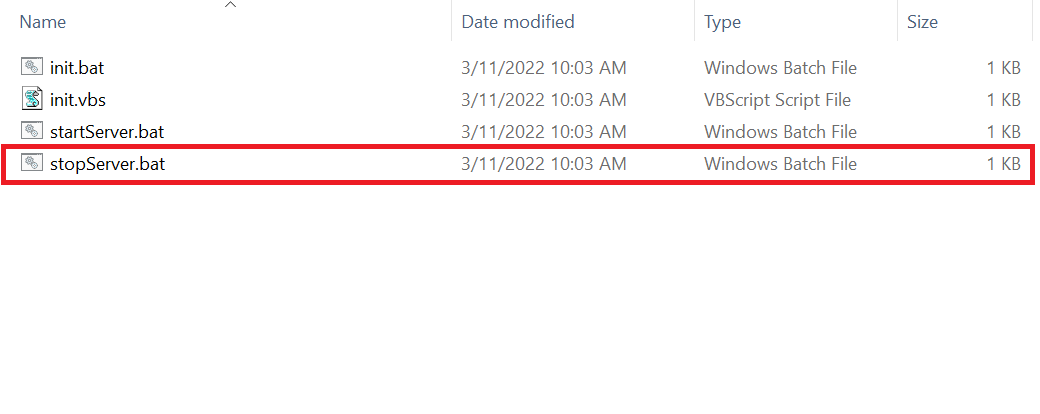 Name Date modified Type Size
init.bat 3/11/2022 10:03 AM Windows Batch File 1 KB
init.vbs 3/11/2022 10:03 AM VBScript Script File 1 KB
startServer.bat 3/11/2022 10:03 AM Windows Batch File 1 KB
stopServer.bat 3/11/2022 10:03 AM Windows Batch File 1 KB